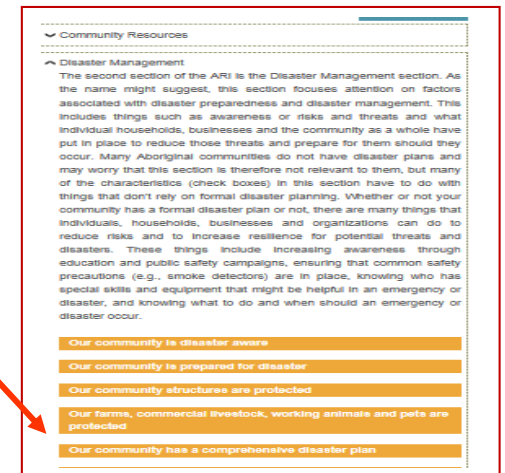 Community Resources
Disaster Management
The second section of the ARI is the Disaster Management section. As
the name might suggest, this section focuses attention on factors
associated with disaster preparedness and disaster management. This
includes things such as awareness or risks and threats and what
individual households, businesses and the community as a whole have
put in place to reduce those threats and prepare for them should they
occur. Many Aboriginal communities do not have disaster plans and
may worry that this section is therefore not relevant to them, but many
of the characteristics (check boxes) in this section have to do with
things that don't rely on formal disaster planning. Whether or not your
community has a formal disaster plan or not, there are many things that
individuals, households, businesses and organizations can do to
reduce risks and to increase resilience for potential threats and
disasters. These things include increasing awareness through
education and public safety campaigns, ensuring that common safety
precautions (e.g., smoke detectors) are in place, knowing who has
special skills and equipment that might be helpful in an emergency or
disaster, and knowing what to do and when should an emergency or
disaster occur.
Our community is disaster aware
Our community is prepared for disaster
Our community structures are protected
Our farms, commercial livestock, working animals and pets are
protected
Our community has a comprehensive disaster plan